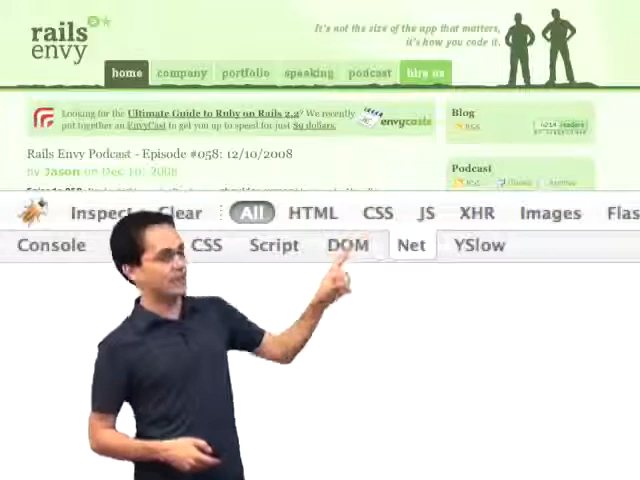 rails
envy
It's not the size of the app that matters,
it's how you code it.
home company portfolio speaking podcast hire us
Looking for the Ultimate Guide to Ruby on Rails 2.2? We recently
put together an EnvyCast to get you up to speed for just $9 dollars.
envycasts
Blog
RSS
readers
Rails Envy Podcast - Episode #058: 12/10/2008
by Jason on Dec 10, 2008
Podcast
RSS iTunes
Inspect Clear All HTML CSS JS XHR Images Flas
Console CSS Script DOM Net YSlow